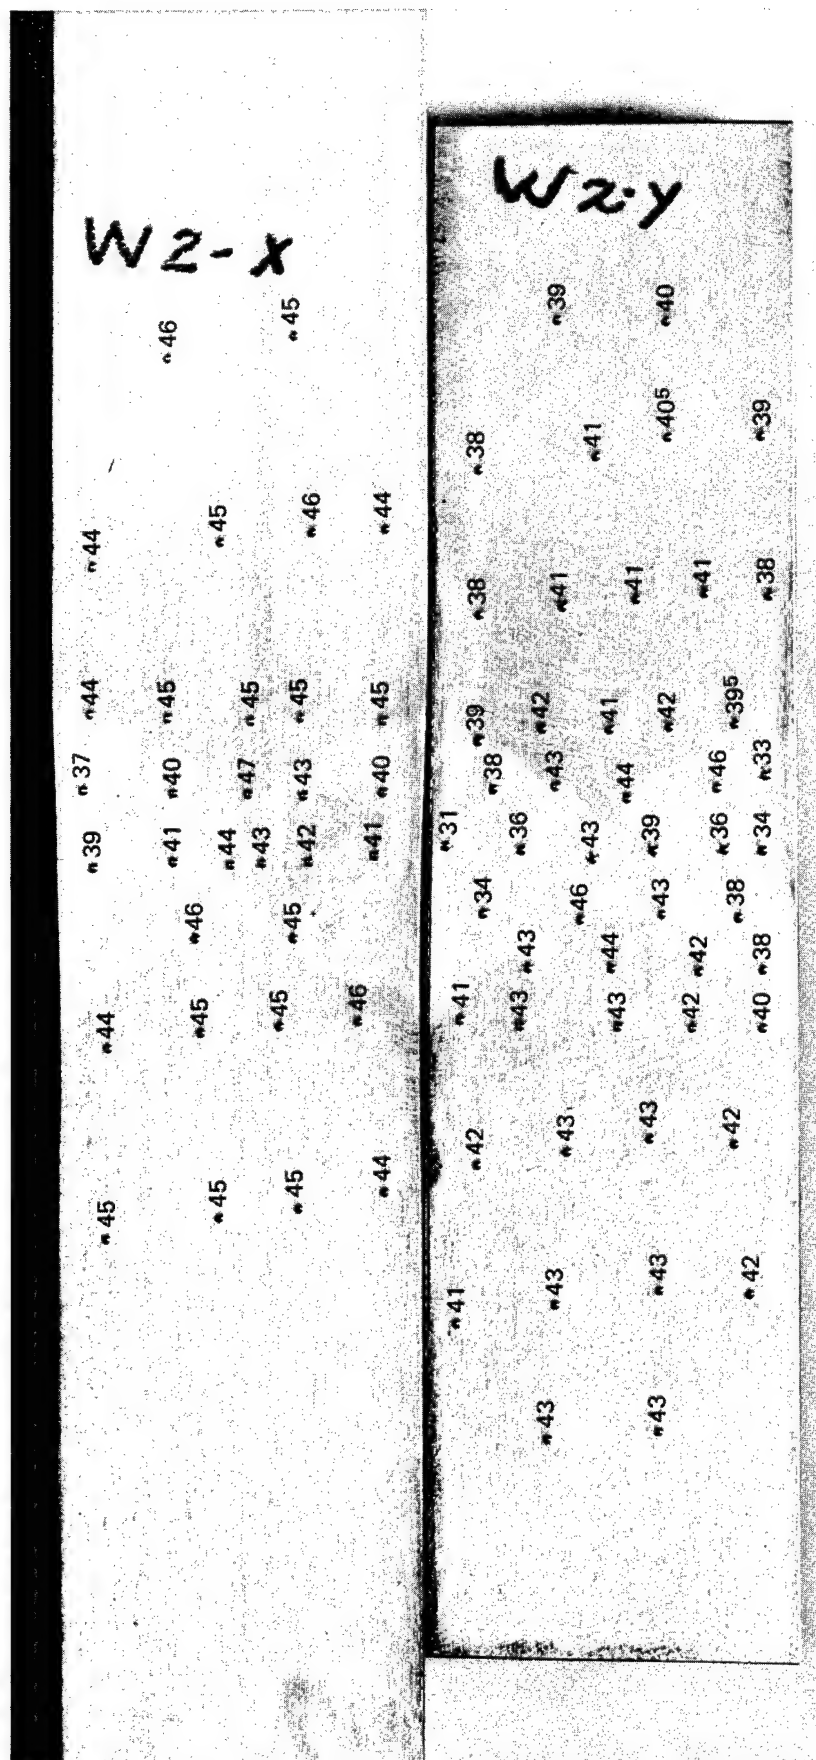 W2-X
46 45
44 45 46 44
44 45 45 45 45
37 40 47 43 40
39 41 44 43 42 41
46 45
44 45 45 46
45 45 45 44
W2-Y
39 40
38 41 40⁵ 39
38 41 41 41 38
39 42 41 42 39⁵
38 43 44 46 33
31 36 43 39 36 34
34 46 43 38
43 44 42 38
41 43 43 42 40
42 43 43 42
41 43 43 42
43 43